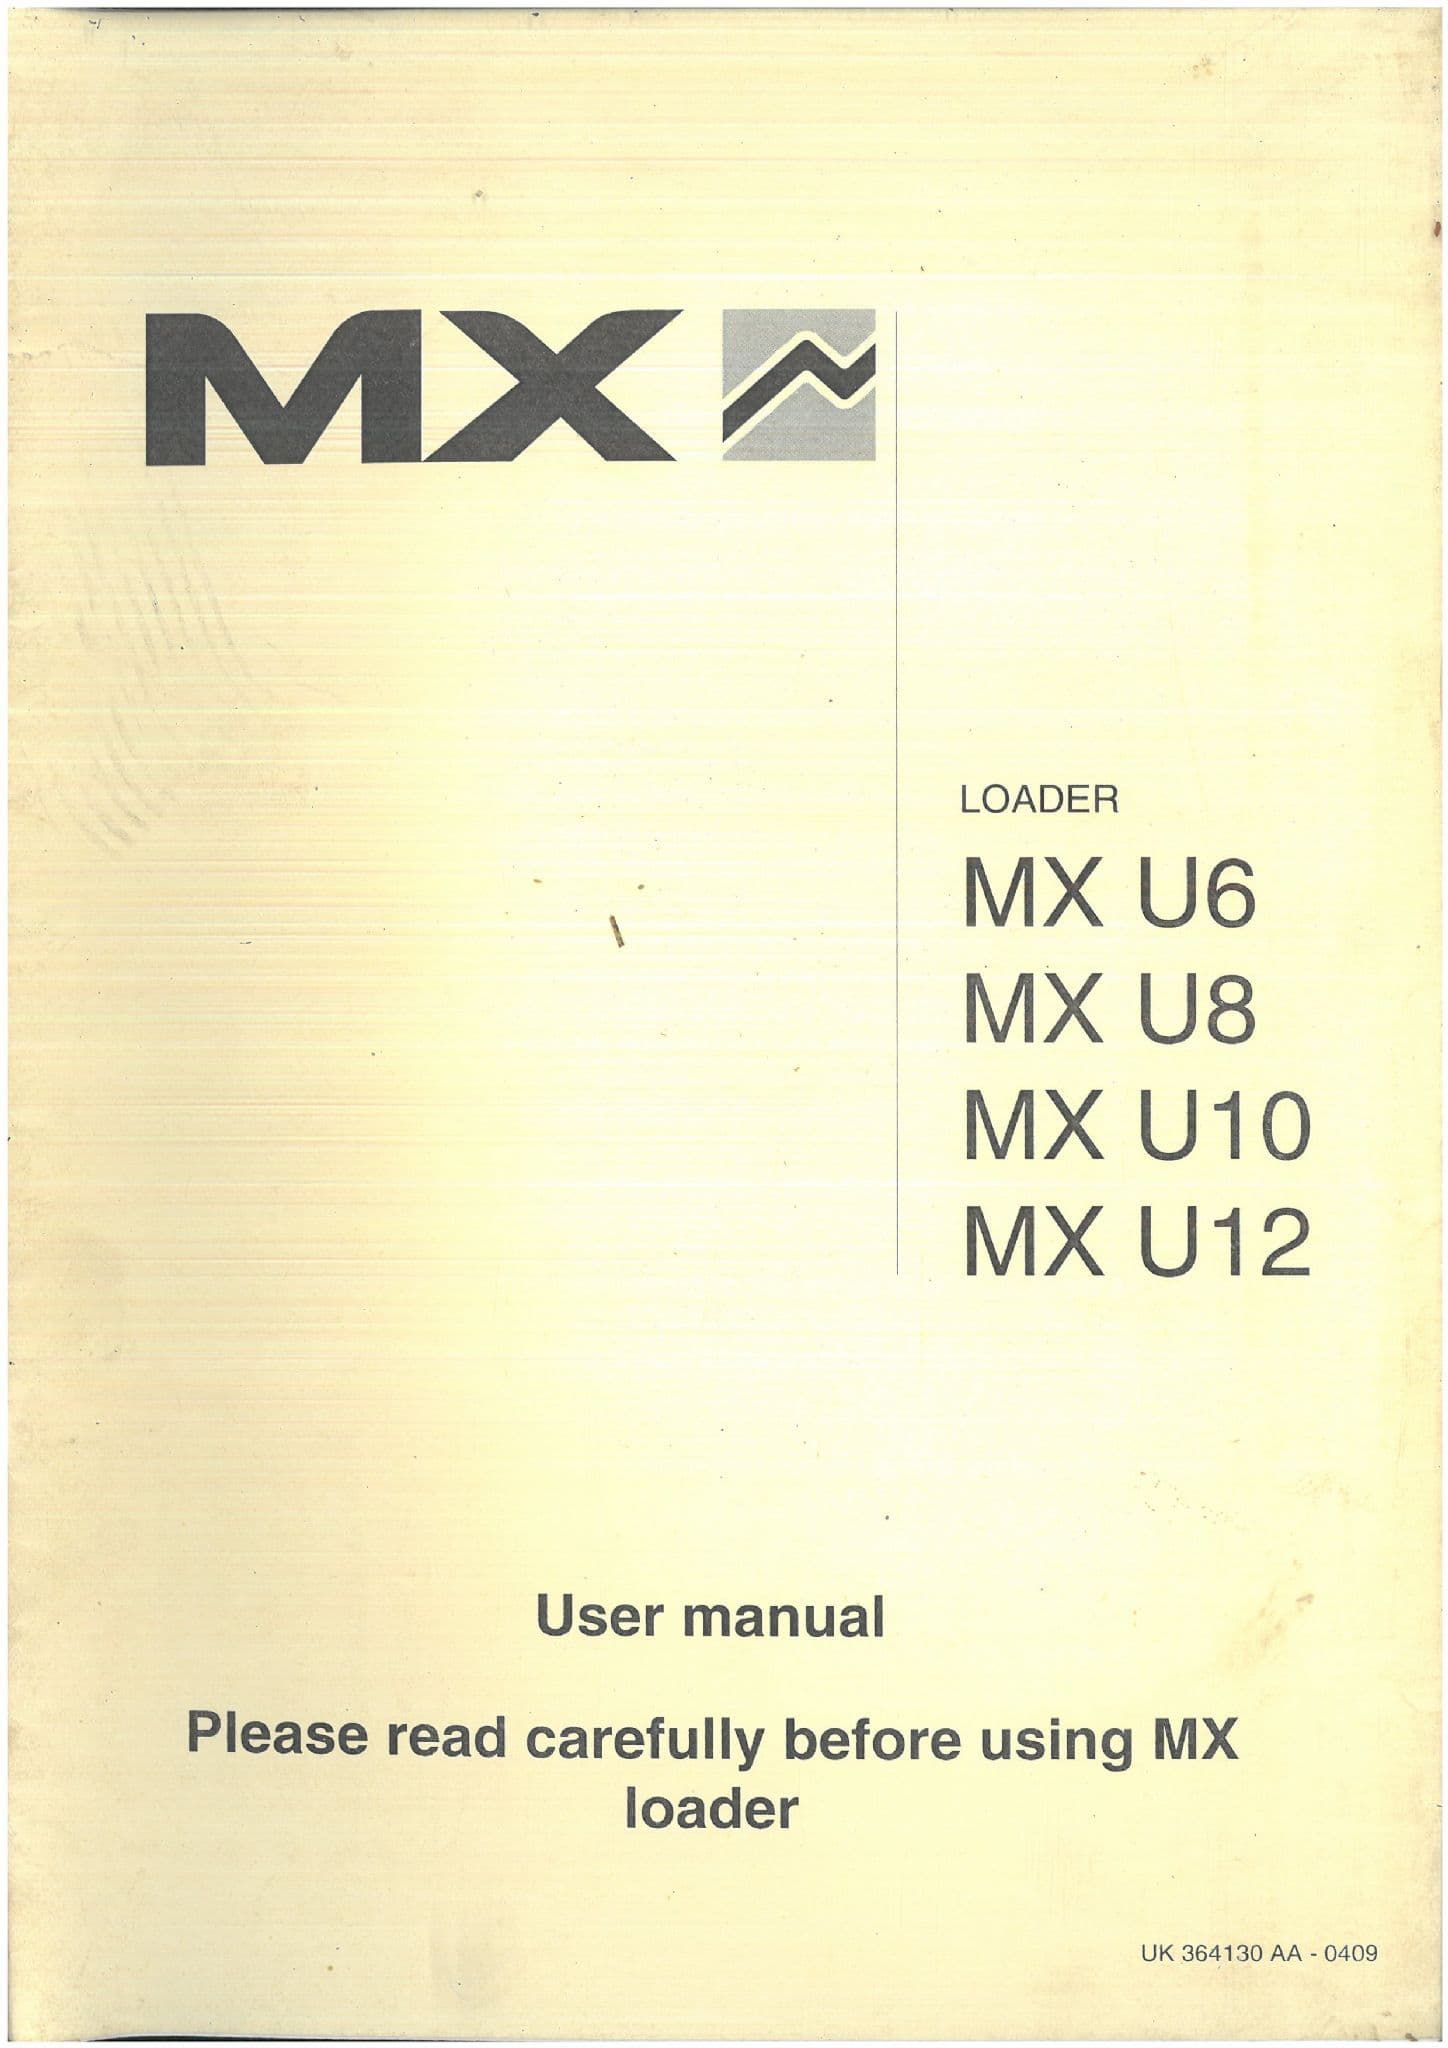 MX
LOADER
MX U6
MX U8
MX U10
MX U12
User manual
Please read carefully before using MX
loader
UK 364130 AA - 0409